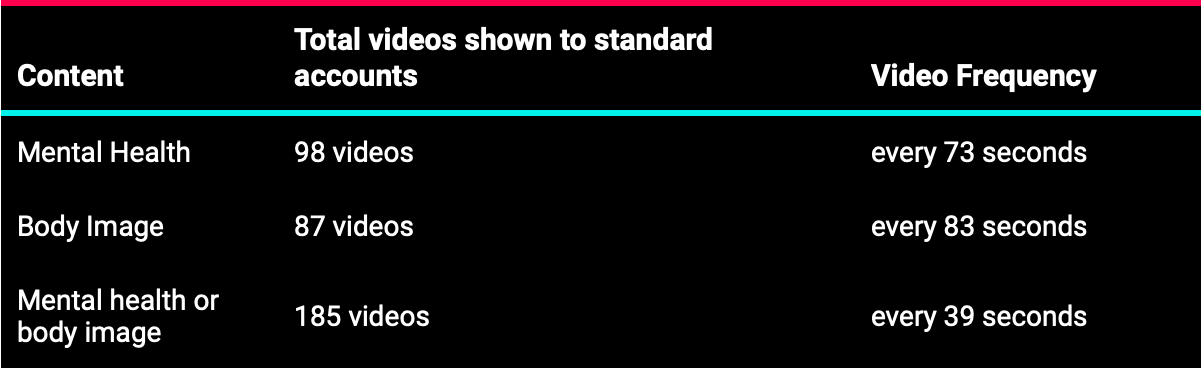 Content
Total videos shown to standard
accounts
Video Frequency
Mental Health
98 videos
every 73 seconds
Body Image
87 videos
every 83 seconds
Mental health or
body image
185 videos
every 39 seconds